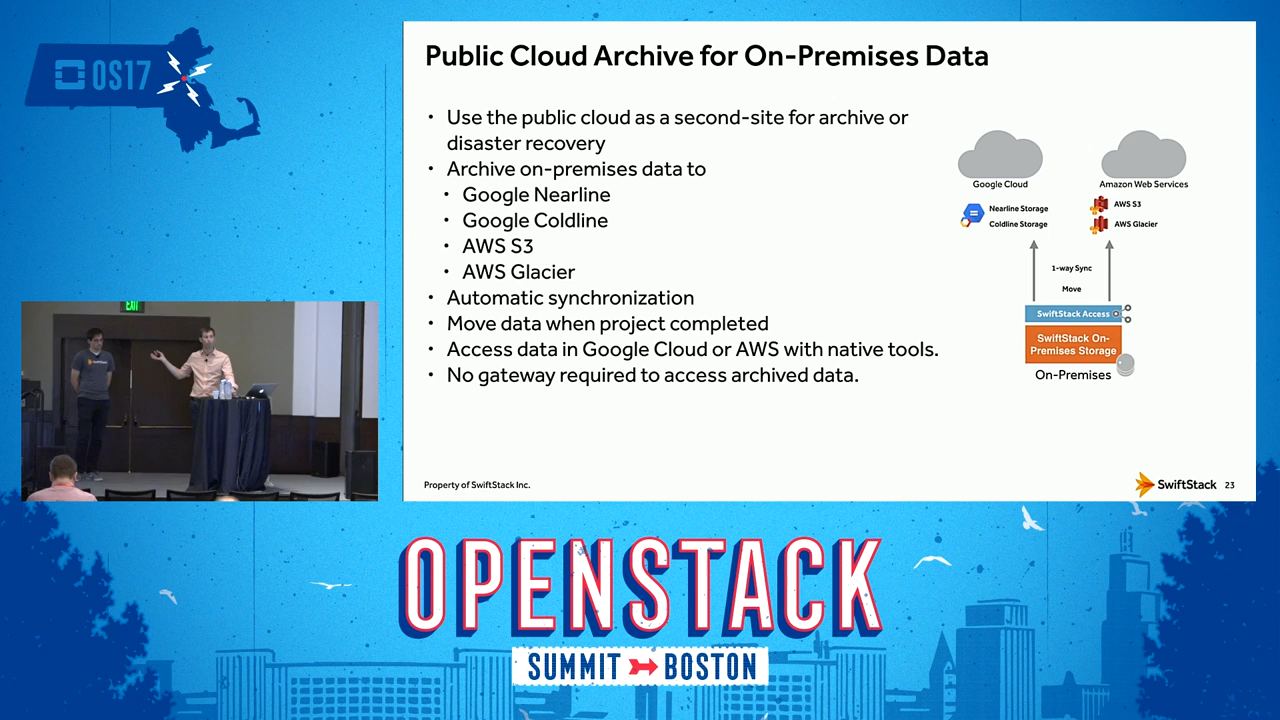 OS17
Public Cloud Archive for On-Premises Data
• Use the public cloud as a second-site for archive or
disaster recovery
• Archive on-premises data to
• Google Nearline
• Google Coldline
• AWS S3
• AWS Glacier
• Automatic synchronization
• Move data when project completed
• Access data in Google Cloud or AWS with native tools.
• No gateway required to access archived data.
Google Cloud
Nearline Storage
Coldline Storage
Amazon Web Services
AWS S3
AWS Glacier
1-way Sync
Move
SwiftStack Access
SwiftStack On-
Premises Storage
On-Premises
Property of SwiftStack Inc.
SwiftStack 23
EXIT
OPENSTACK
SUMMIT BOSTON